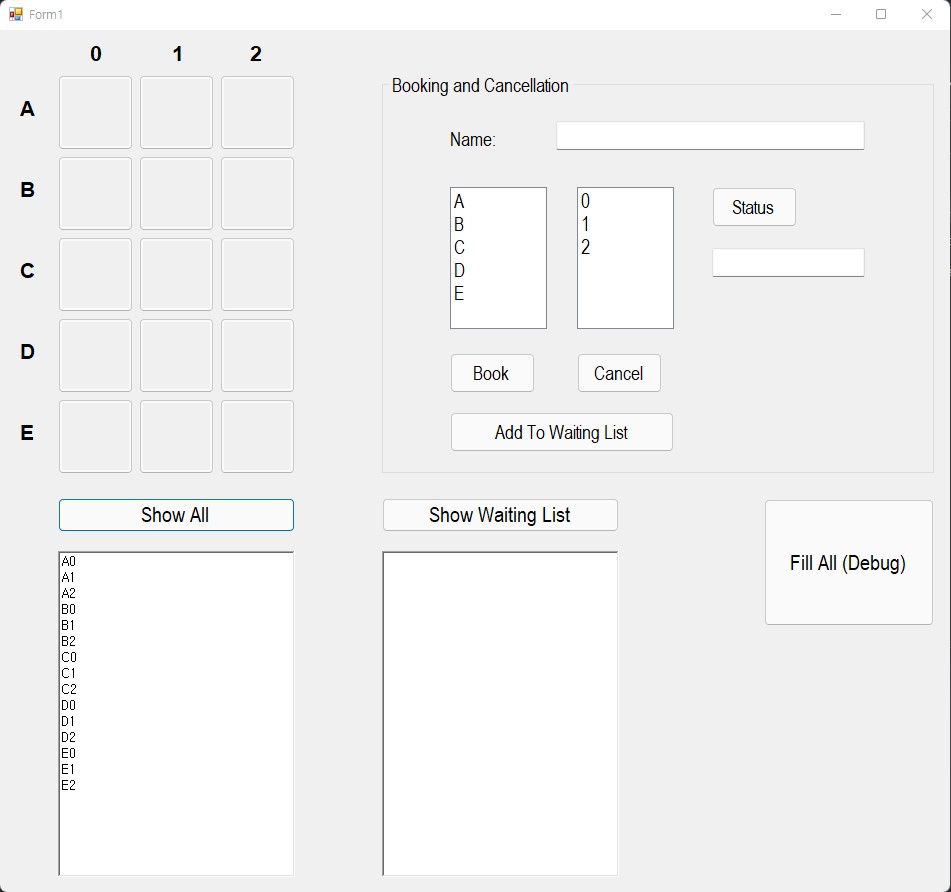 Form1
0 1 2
A
B
C
D
E
Booking and Cancellation
Name:
A
B
C
D
E
0
1
2
Status
Book
Cancel
Add To Waiting List
Show All
Show Waiting List
Fill All (Debug)
A0
A1
A2
B0
B1
B2
C0
C1
C2
D0
D1
D2
E0
E1
E2